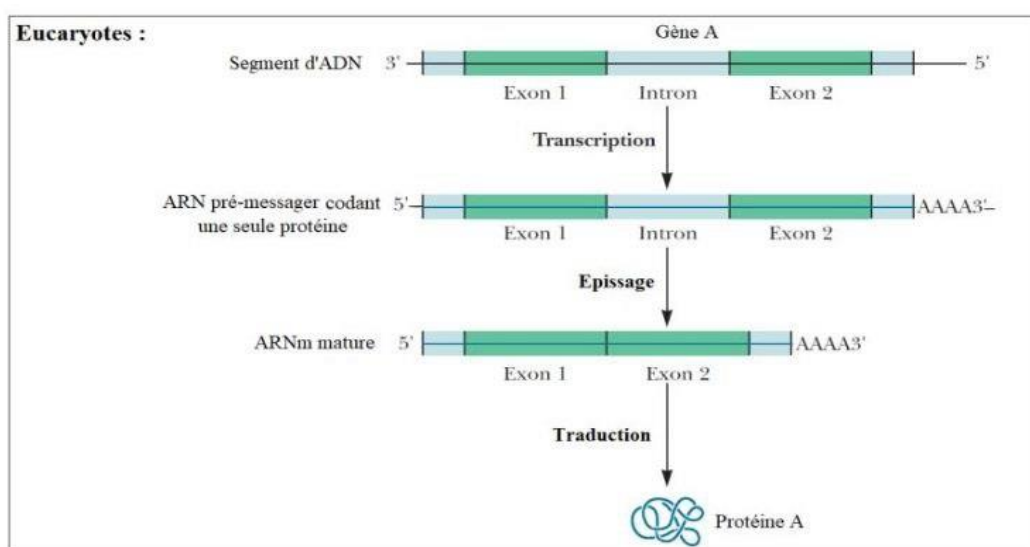 Eucaryotes :
Gène A
Segment d'ADN 3' 5'
Exon 1 Intron Exon 2
Transcription
ARN pré-messager codant
une seule protéine
5' AAAA3'
Exon 1 Intron Exon 2
Epissage
ARNm mature 5' AAAA3'
Exon 1 Exon 2
Traduction
Protéine A